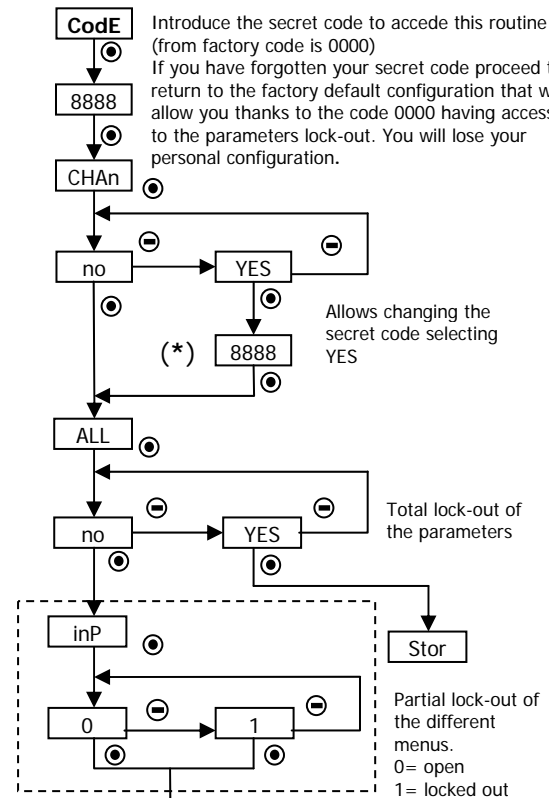 CodE
Introduce the secret code to accede this routine
(from factory code is 0000)
If you have forgotten your secret code proceed
return to the factory default configuration that
allow you thanks to the code 0000 having access
to the parameters lock-out. You will lose your
personal configuration.
8888
CHAn
no
YES
Allows changing the
secret code selecting
YES
(*)
8888
ALL
no
YES
Total lock-out of
the parameters
inP
Stor
0
1
Partial lock-out of
the different
menus.
0= open
1= locked out